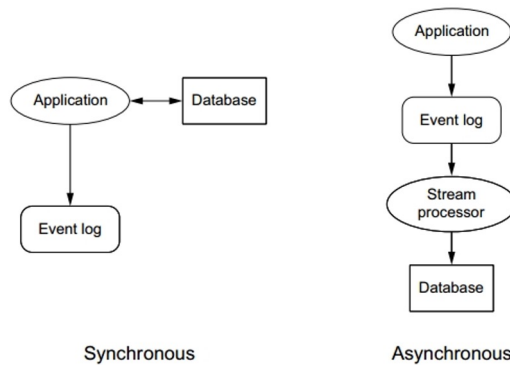 Application
Database
Event log
Synchronous
Application
Event log
Stream
processor
Database
Asynchronous